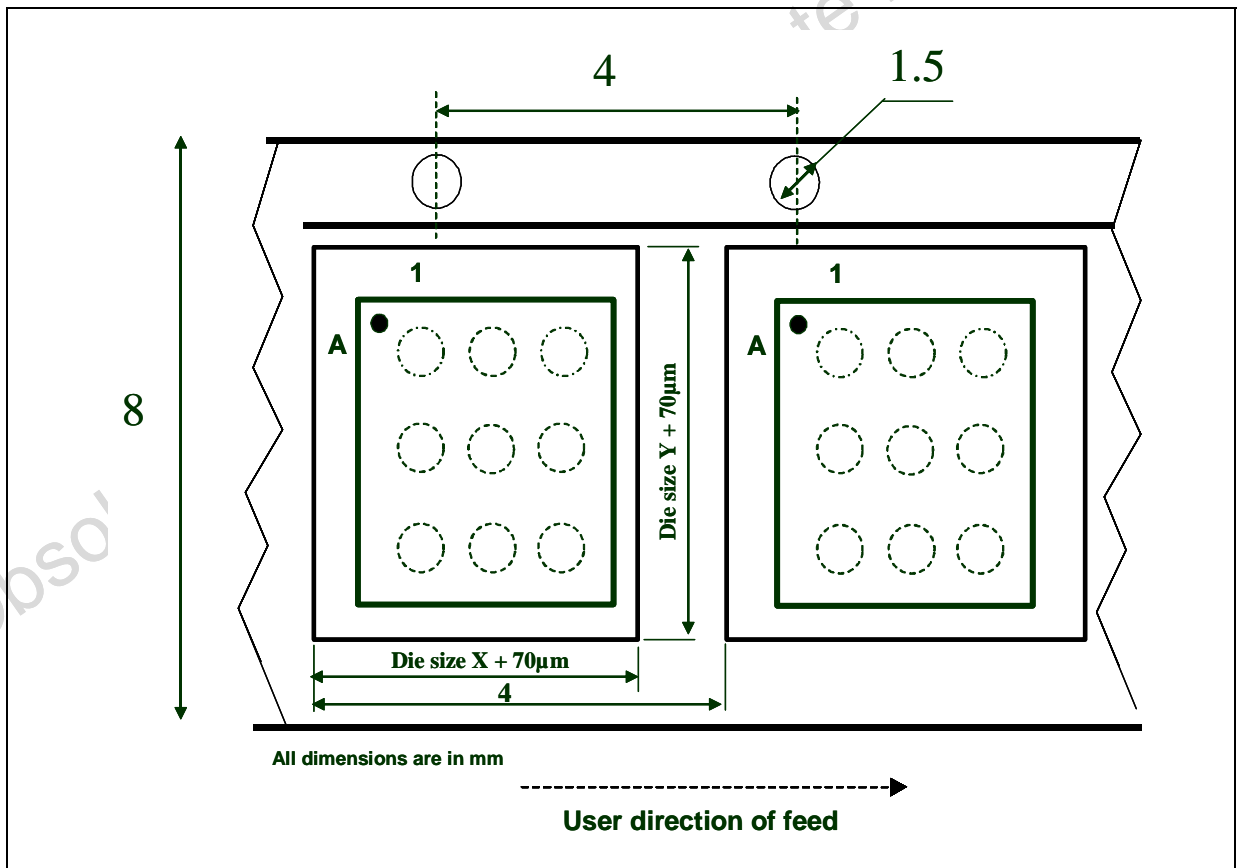 4
1.5
8
1
1
A
A
Die size Y + 70µm
Die size X + 70µm
4
All dimensions are in mm
User direction of feed